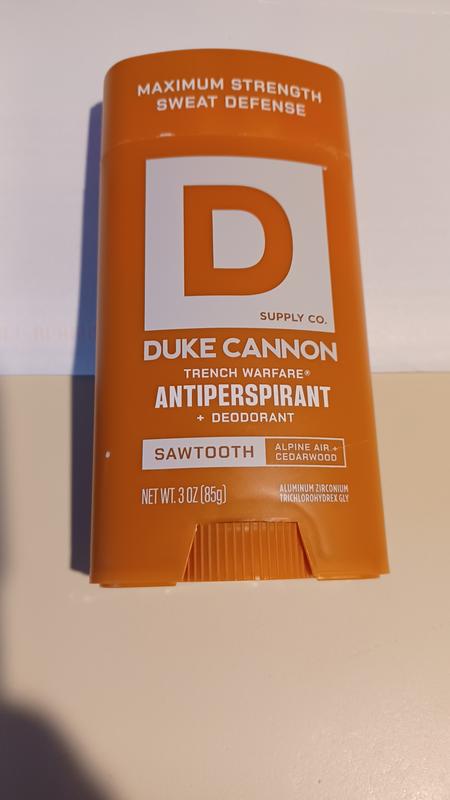 MAXIMUM STRENGTH
SWEAT DEFENSE
D
SUPPLY CO.
DUKE CANNON
TRENCH WARFARE®
ANTIPERSPIRANT
+ DEODORANT
SAWTOOTH
ALPINE AIR +
CEDARWOOD
NET WT. 3 OZ (85g)
ALUMINUM ZIRCONIUM
TRICHLOROHYDREX GLY